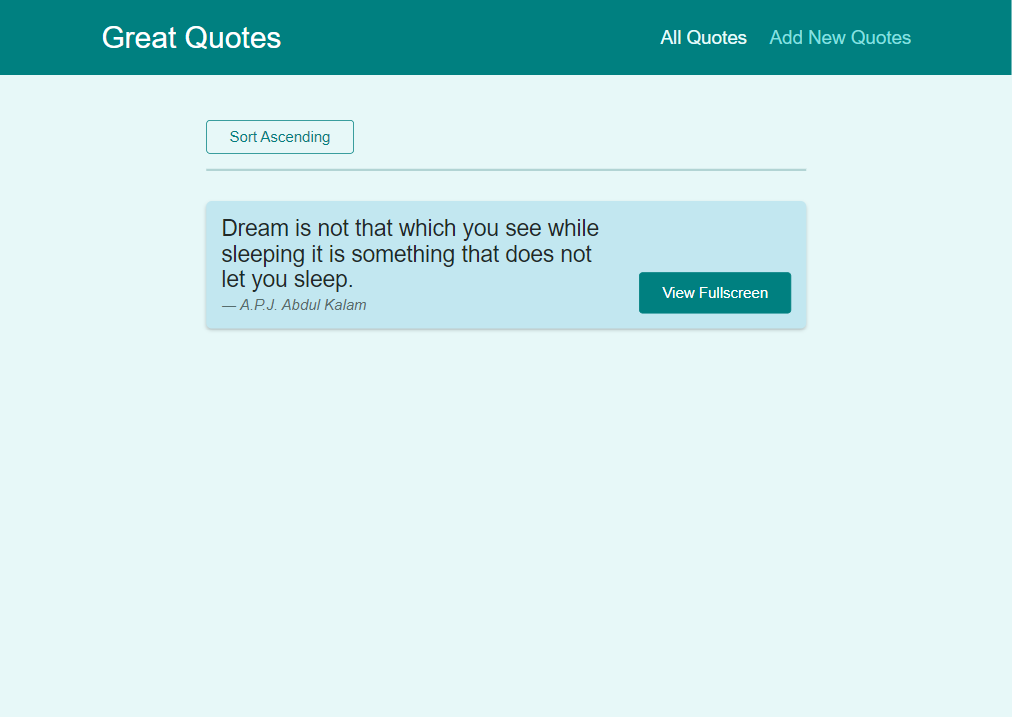 Great Quotes
All Quotes
Add New Quotes
Sort Ascending
Dream is not that which you see while
sleeping it is something that does not
let you sleep.
— A.P.J. Abdul Kalam
View Fullscreen